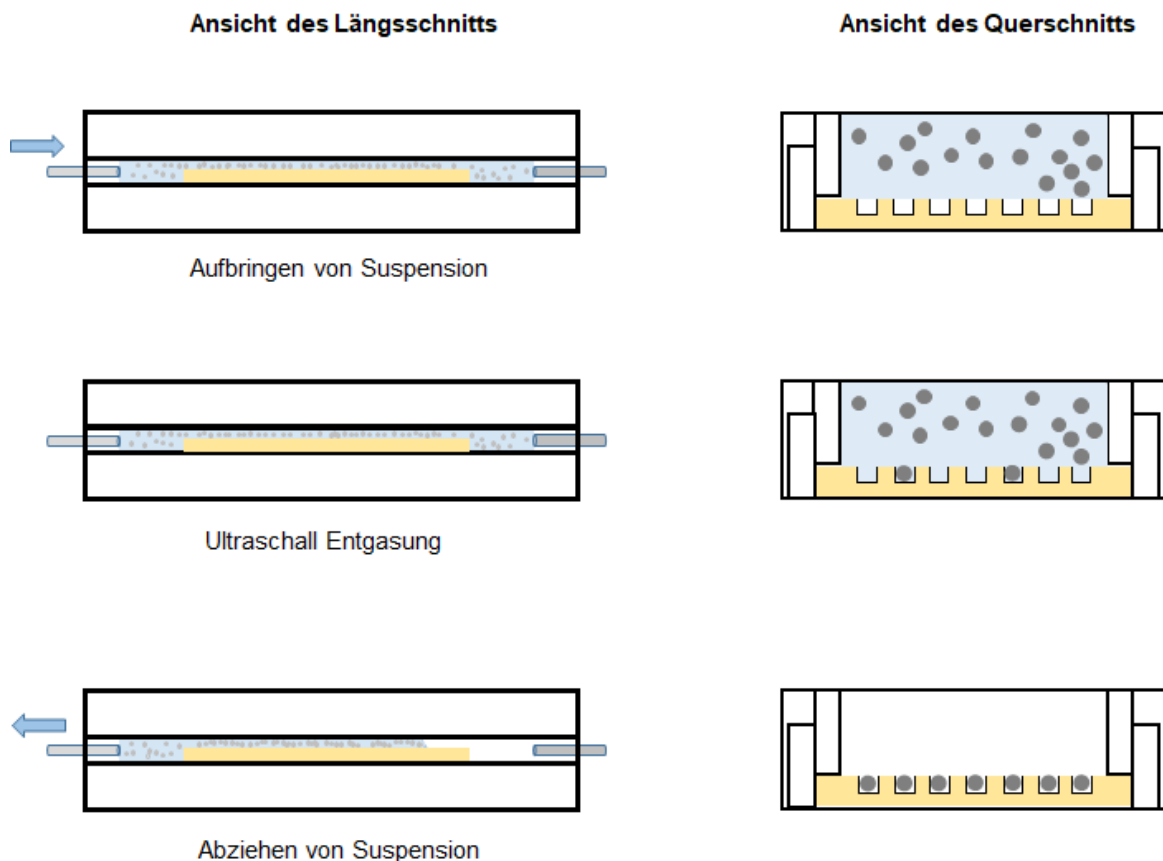 Ansicht des Längsschnitts
Ansicht des Querschnitts
Aufbringen von Suspension
Ultraschall Entgasung
Abziehen von Suspension